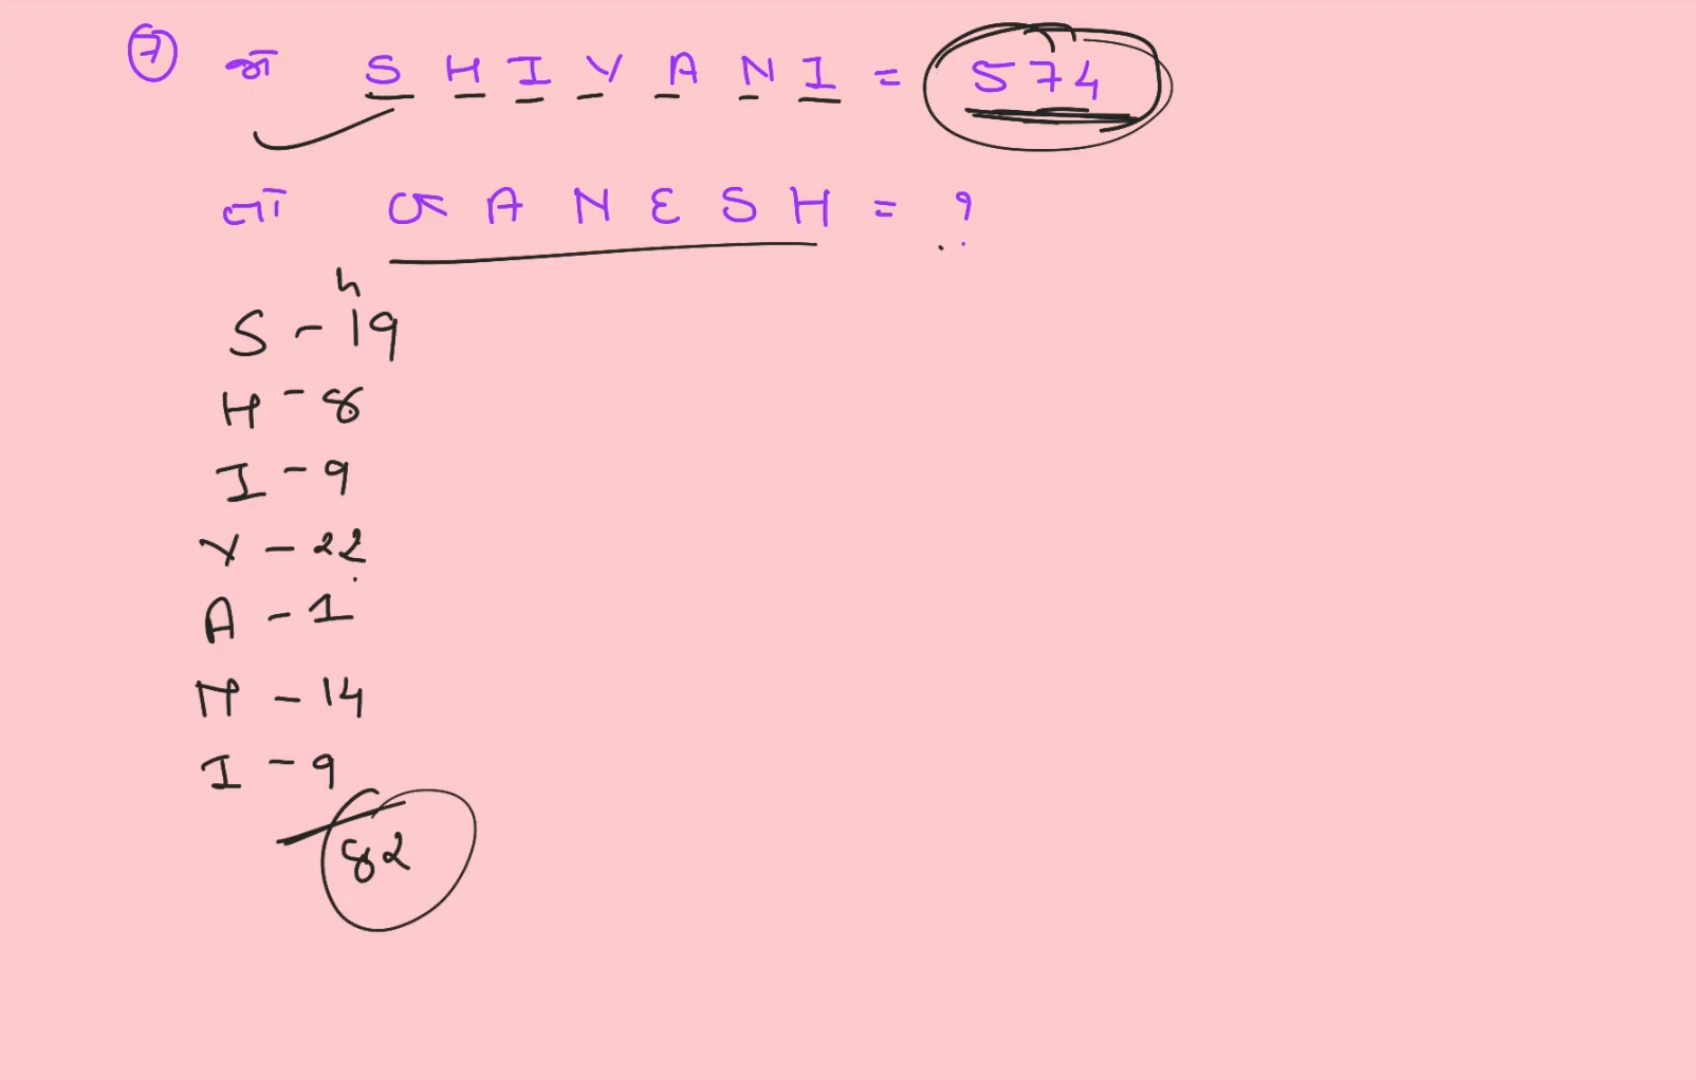 ⑦ जॉ S H I V A N I = 574
तॉ G A N E S H = ?
S - 19
H - 8
I - 9
V - 22
A - 1
N - 14
I - 9
82